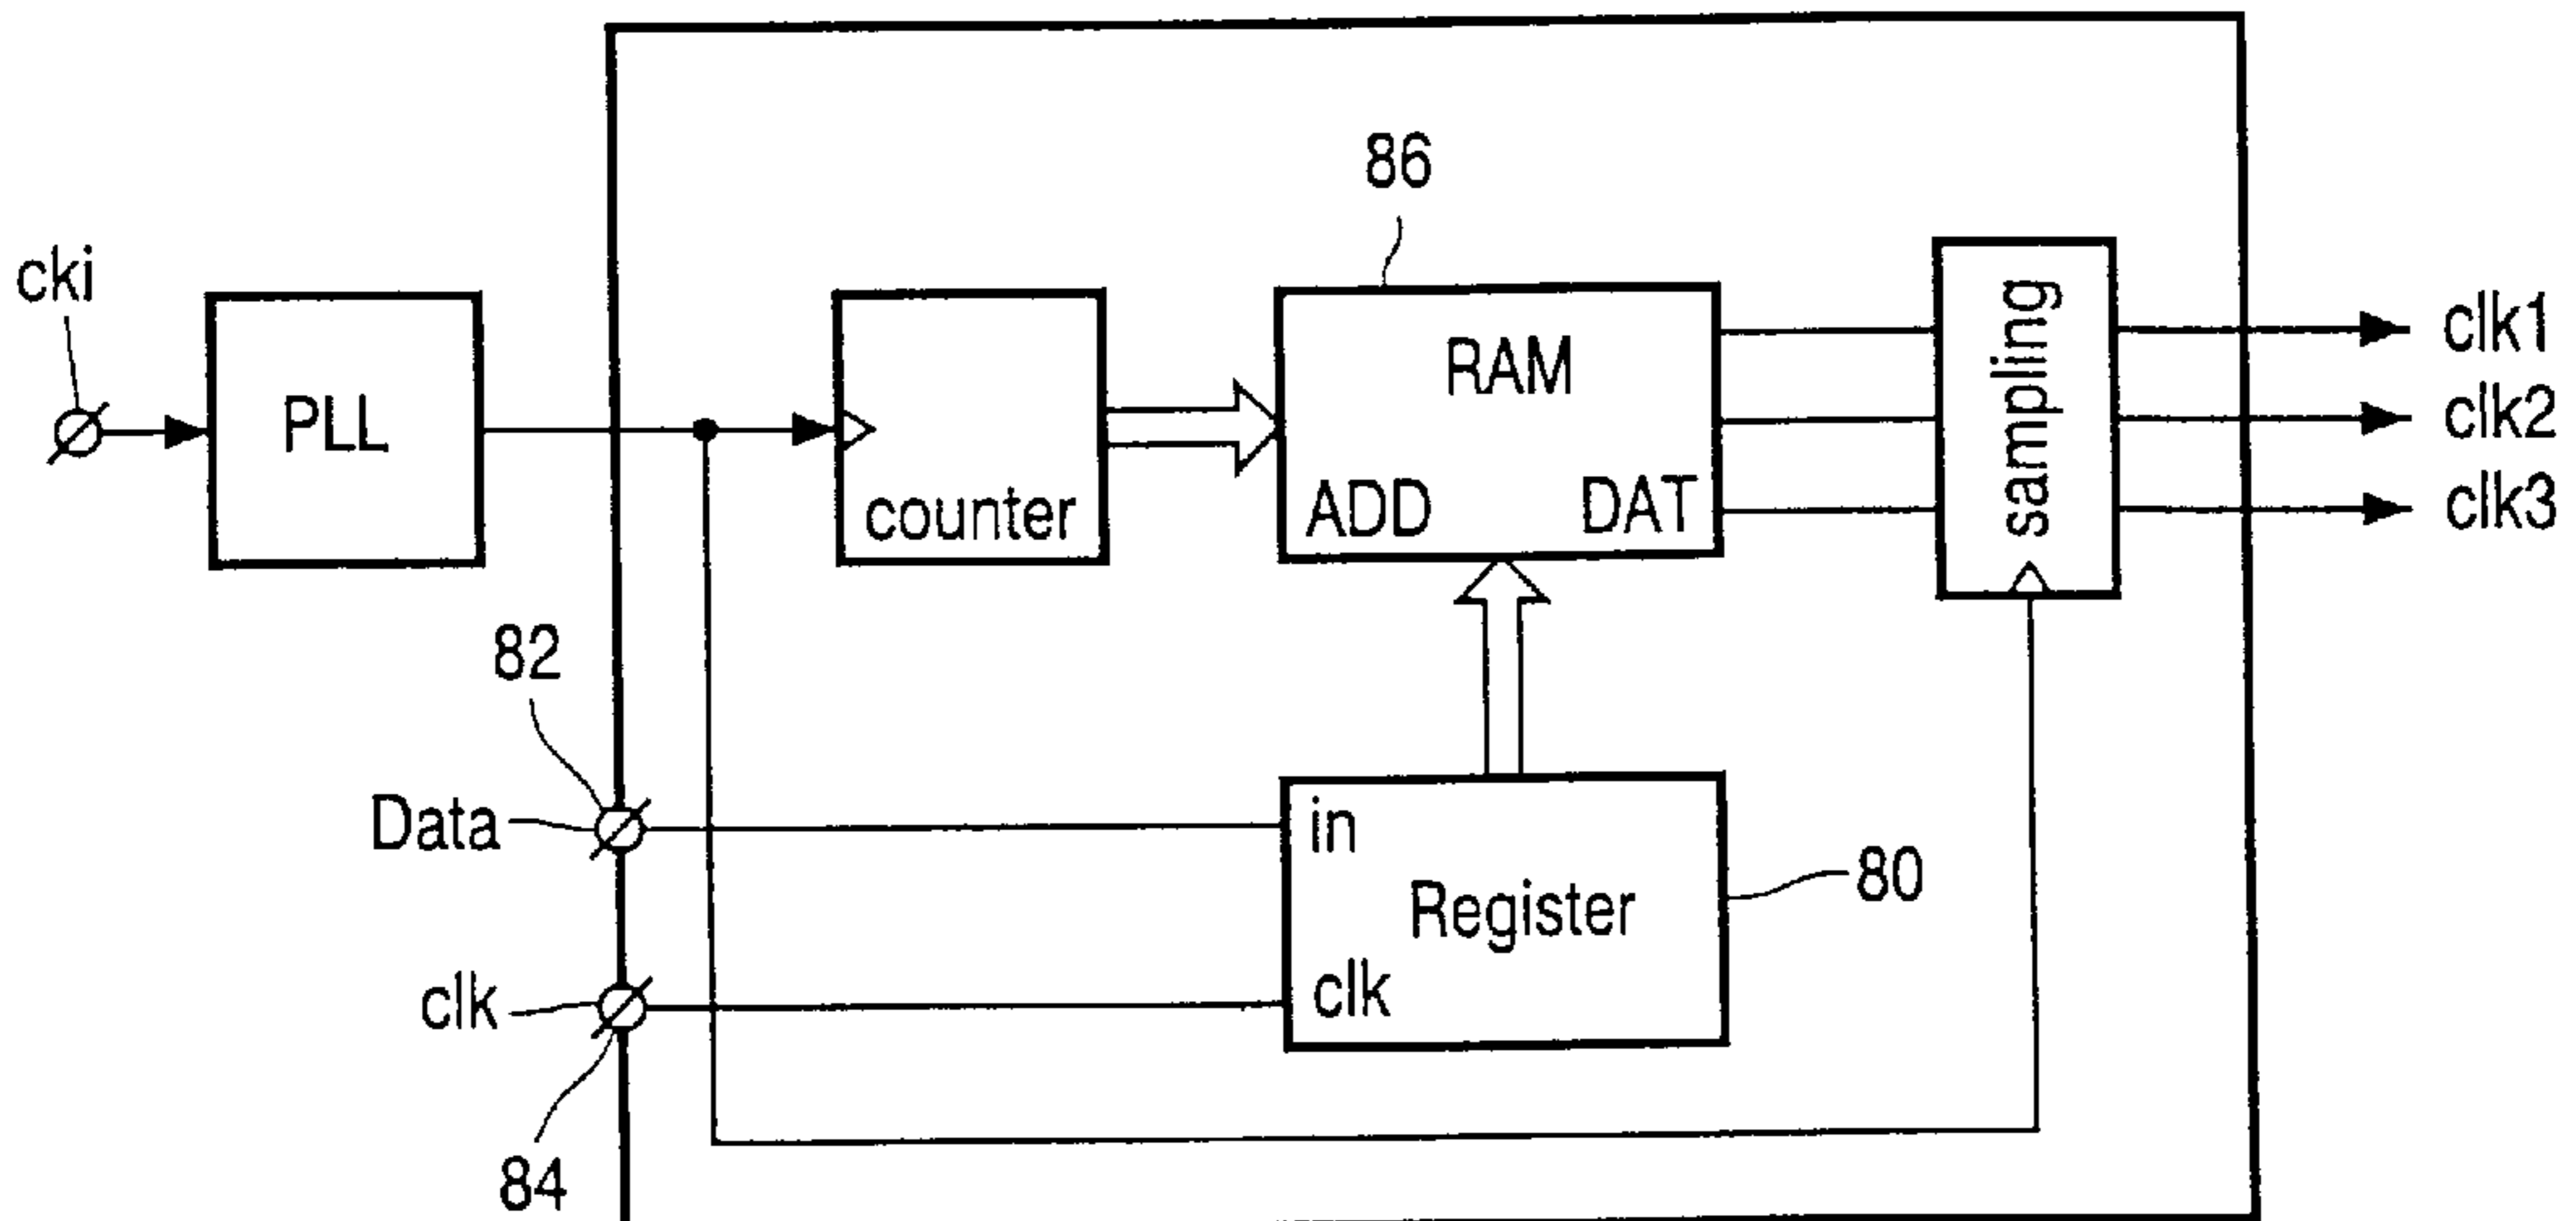 86
cki
PLL
counter
RAM
ADD
DAT
sampling
clk1
clk2
clk3
82
Data
in
Register
80
clk
clk
84